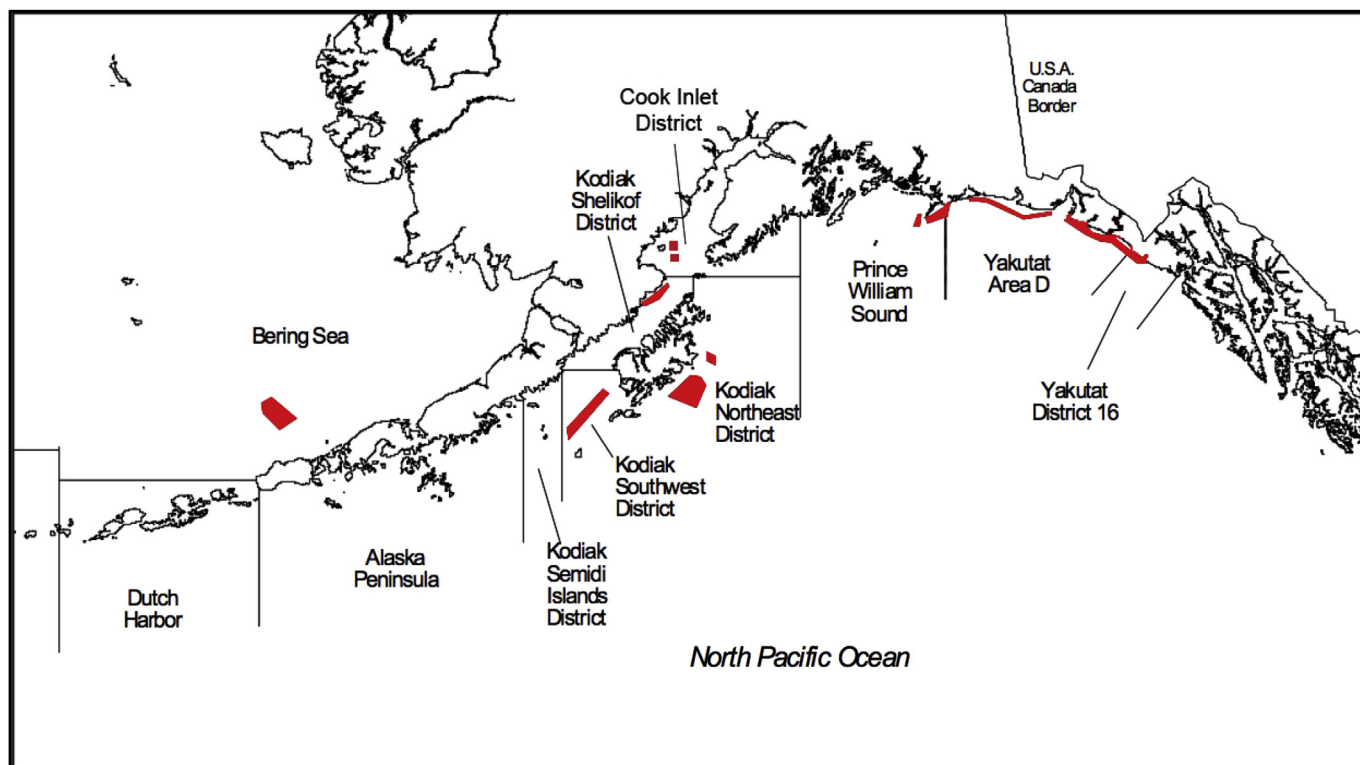 U.S.A.
Canada
Border
Cook Inlet
District
Kodiak
Shelikof
District
Prince
William
Sound
Yakutat
Area D
Bering Sea
Kodiak
Northeast
District
Yakutat
District 16
Kodiak
Southwest
District
Kodiak
Semidi
Islands
District
Alaska
Peninsula
Dutch
Harbor
North Pacific Ocean